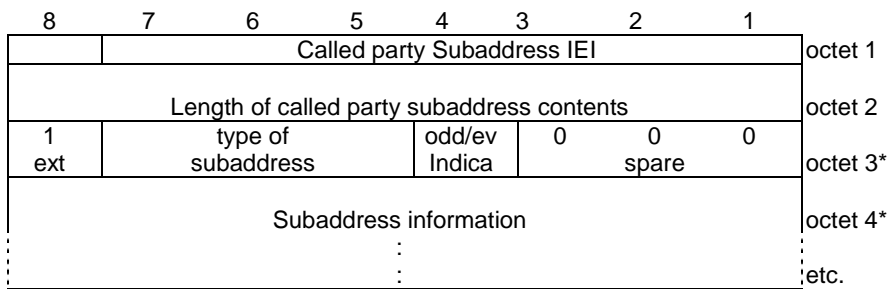 8 7 6 5 4 3 2 1
Called party Subaddress IEI octet 1
Length of called party subaddress contents octet 2
1 type of odd/ev 0 0 0
ext subaddress Indica spare octet 3*
Subaddress information octet 4*
:
: etc.